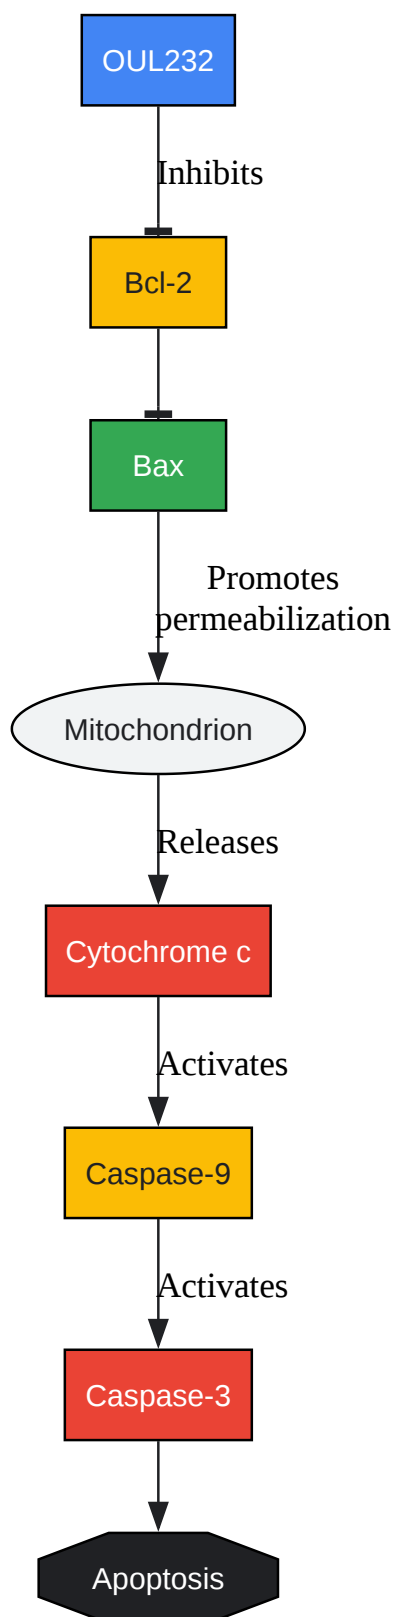 OUL232
Inhibits
Bcl-2
Bax
Promotes
permeabilization
Mitochondrion
Releases
Cytochrome c
Activates
Caspase-9
Activates
Caspase-3
Apoptosis